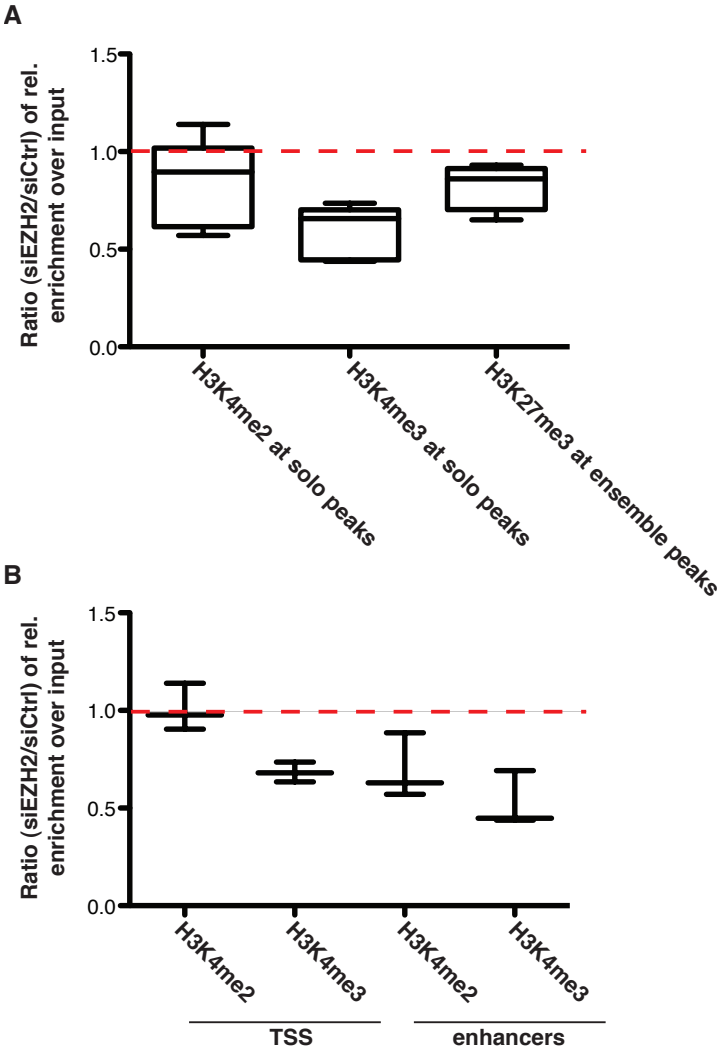 A
Ratio (siEZH2/siCtrl) of rel.
enrichment over input
1.5
1.0
0.5
0.0
H3K4me2 at solo peaks
H3K4me3 at solo peaks
H3K27me3 at ensemble peaks
B
Ratio (siEZH2/siCtrl) of rel.
enrichment over input
1.5
1.0
0.5
0.0
H3K4me2
H3K4me3
H3K4me2
H3K4me3
TSS
enhancers